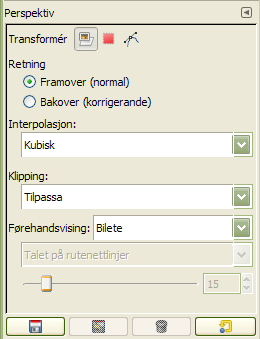 Perspektiv
Transformér
Retning
Framover (normal)
Bakover (korrigerande)
Interpolasjon:
Kubisk
Klipping:
Tilpassa
Førehandsvising: Bilete
Talet på rutenettlinjer
15